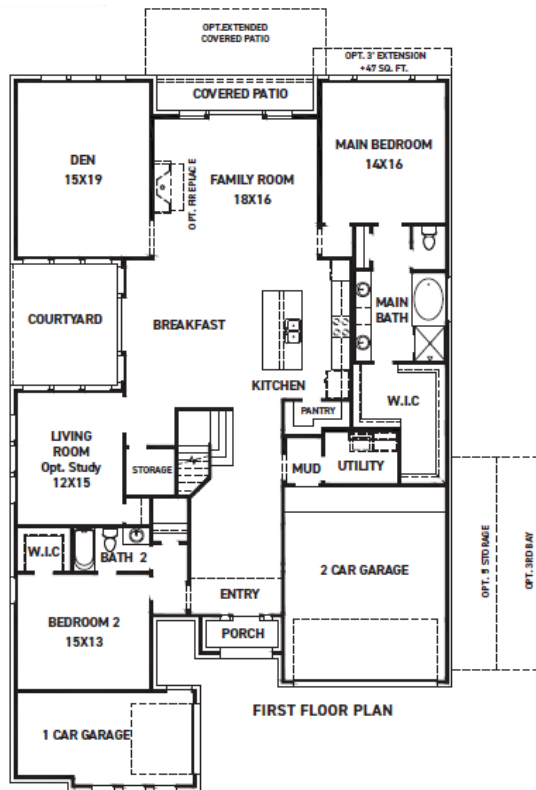 OPT.EXTENDED
COVERED PATIO
OPT. 3' EXTENSION
+47 SQ. FT.
COVERED PATIO
DEN
15X19
OPT. FIREPLACE
FAMILY ROOM
18X16
MAIN BEDROOM
14X16
COURTYARD
BREAKFAST
MAIN
BATH
KITCHEN
PANTRY
W.I.C
LIVING
ROOM
Opt. Study
12X15
STORAGE
MUD
UTILITY
W.I.C
BATH 2
2 CAR GARAGE
OPT. 5 STORAGE
OPT. 3RD BAY
BEDROOM 2
15X13
ENTRY
PORCH
FIRST FLOOR PLAN
1 CAR GARAGE